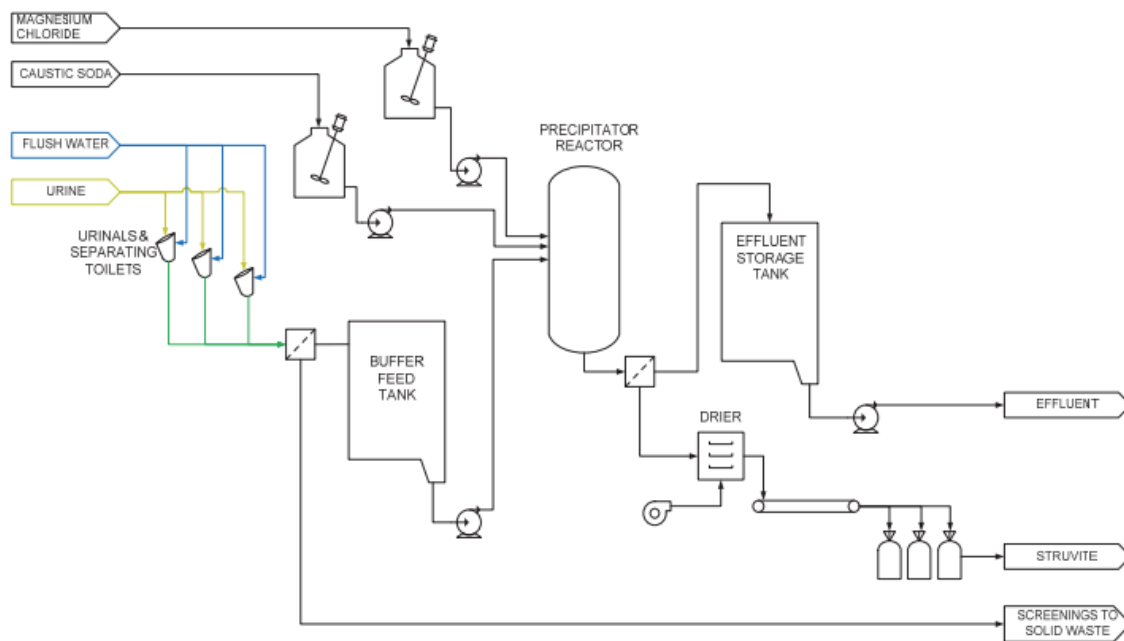 MAGNESIUM
CHLORIDE
CAUSTIC SODA
FLUSH WATER
URINE
URINALS &
SEPARATING
TOILETS
PRECIPITATOR
REACTOR
EFFLUENT
STORAGE
TANK
BUFFER
FEED
TANK
DRIER
EFFLUENT
STRUVITE
SCREENINGS TO
SOLID WASTE